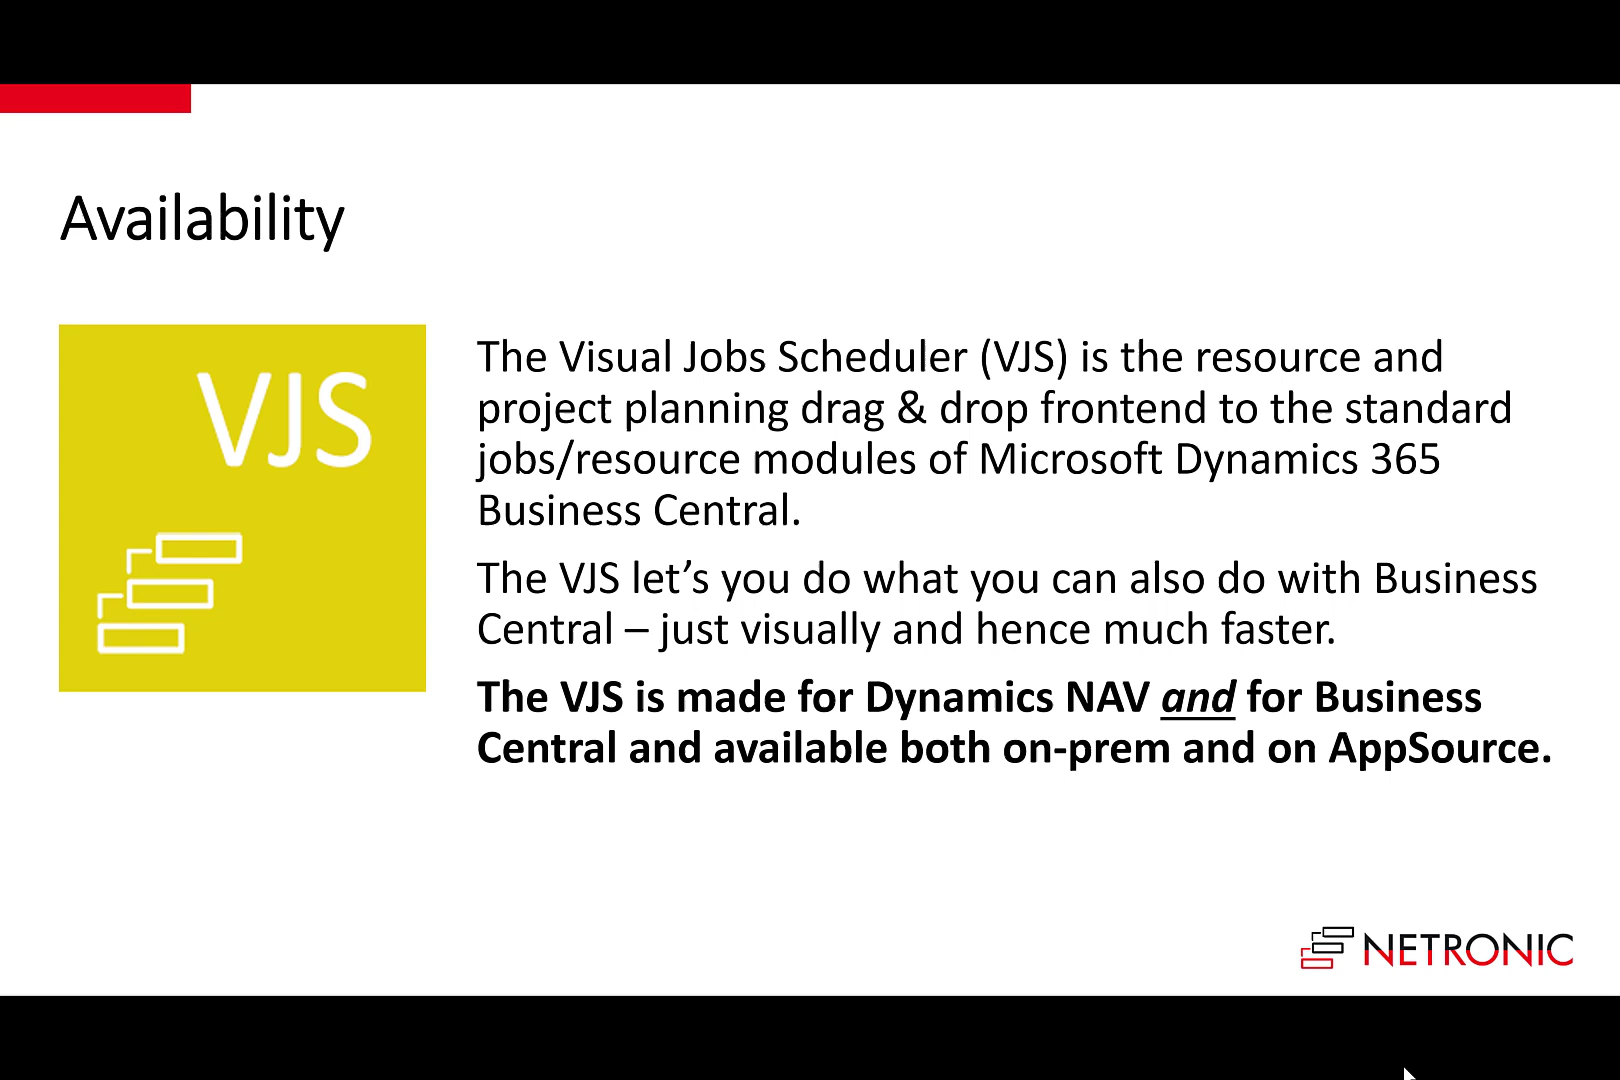 Availability
VJS
The Visual Jobs Scheduler (VJS) is the resource and
project planning drag & drop frontend to the standard
jobs/resource modules of Microsoft Dynamics 365
Business Central.
The VJS let’s you do what you can also do with Business
Central – just visually and hence much faster.
The VJS is made for Dynamics NAV and for Business
Central and available both on-prem and on AppSource.
NETRONIC